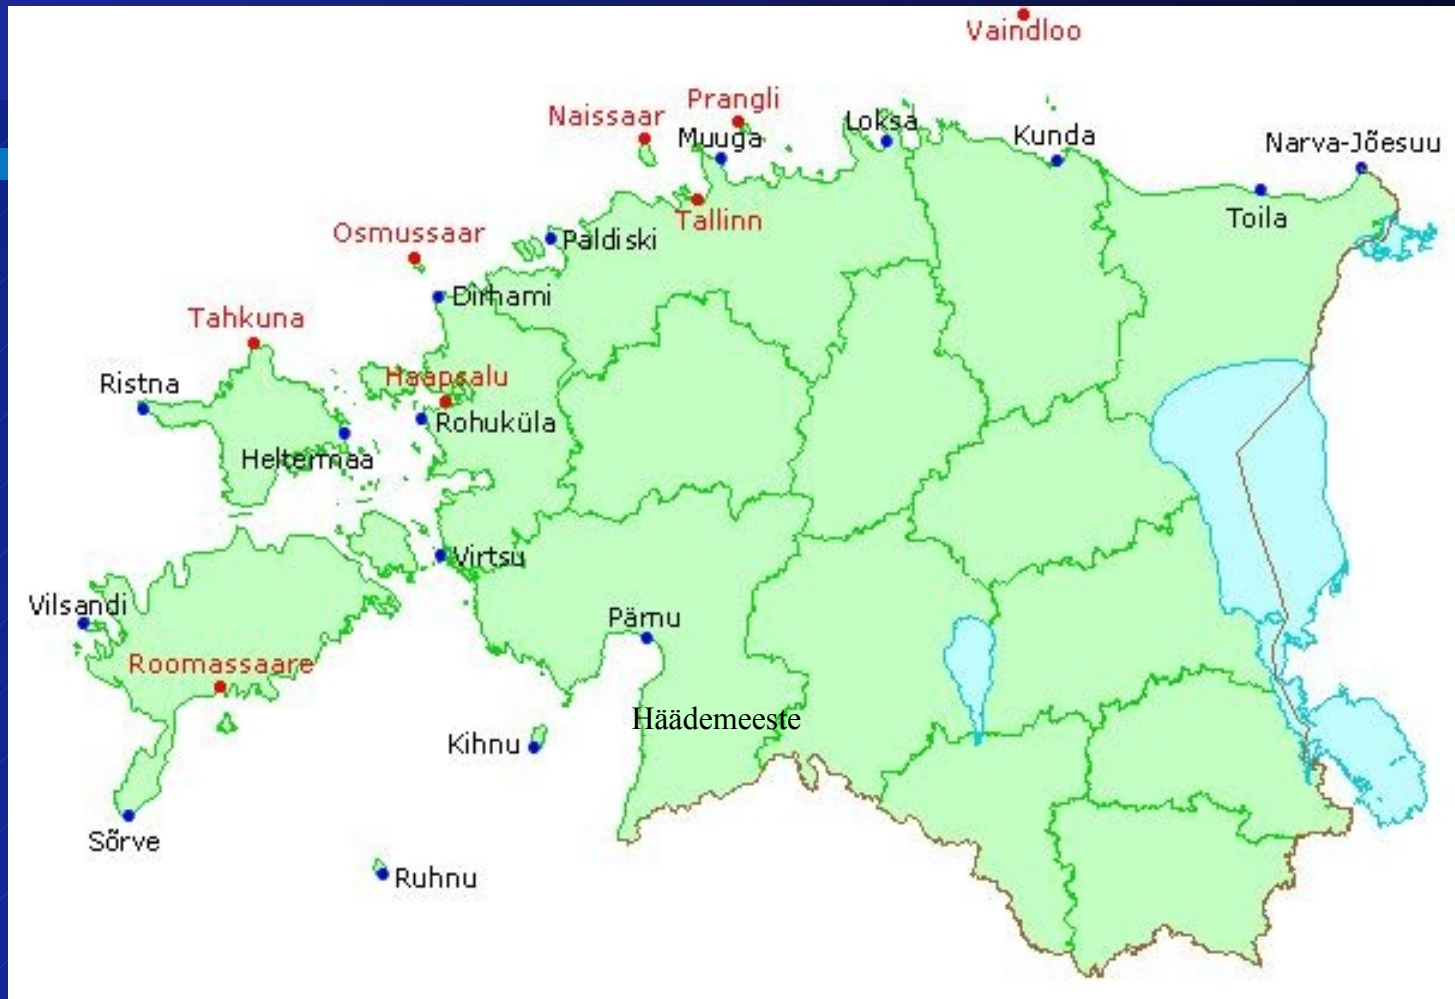 Vaindloo
Prangli
Naissaar
Loksa
Muuga
Kunda
Narva-Jõesuu
Tallinn
Toila
Osmussaar
Paldiski
Dirhami
Tahkuna
Haapsalu
Ristna
Rohuküla
Heltermaa
Virtsu
Vilsandi
Pärnu
Roomassaare
Häädemeeste
Kihnu
Sõrve
Ruhnu